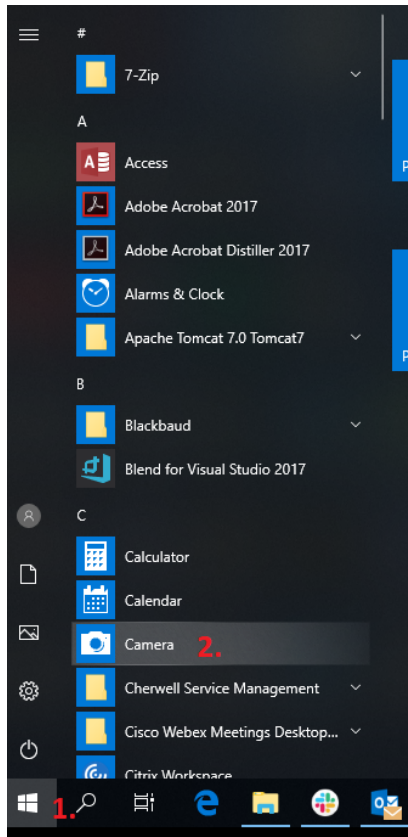 #
7-Zip
A
Access
Adobe Acrobat 2017
Adobe Acrobat Distiller 2017
Alarms & Clock
Apache Tomcat 7.0 Tomcat7
B
Blackbaud
Blend for Visual Studio 2017
C
Calculator
Calendar
Camera 2.
Cherwell Service Management
Cisco Webex Meetings Desktop...
Citrix Workspace
1.